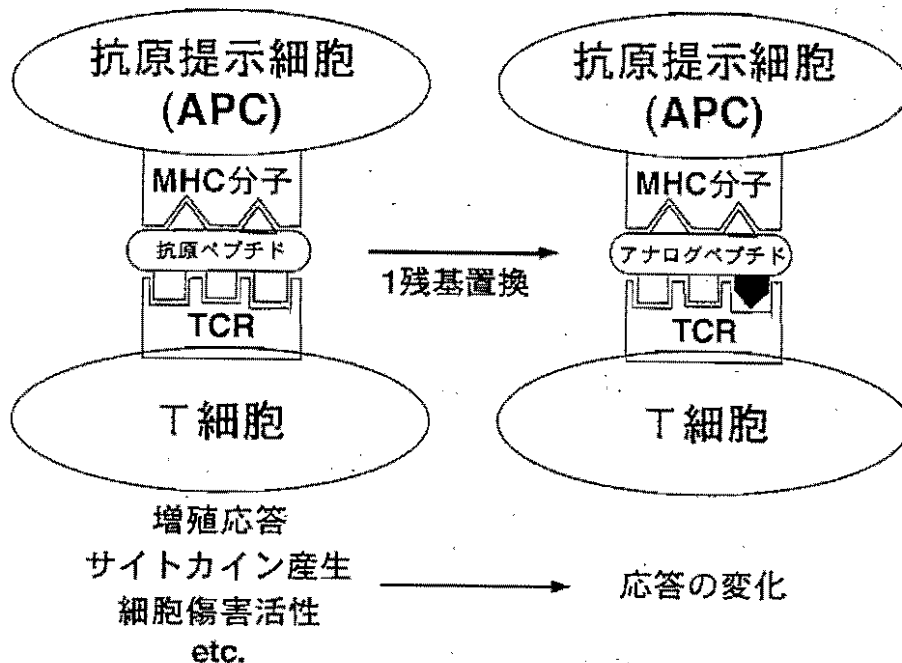 抗原提示細胞
(APC)
MHC分子
抗原ペプチド
TCR
T細胞
増殖応答
サイトカイン産生
細胞傷害活性
etc.
1残基置換
抗原提示細胞
(APC)
MHC分子
アナログペプチド
TCR
T細胞
応答の変化